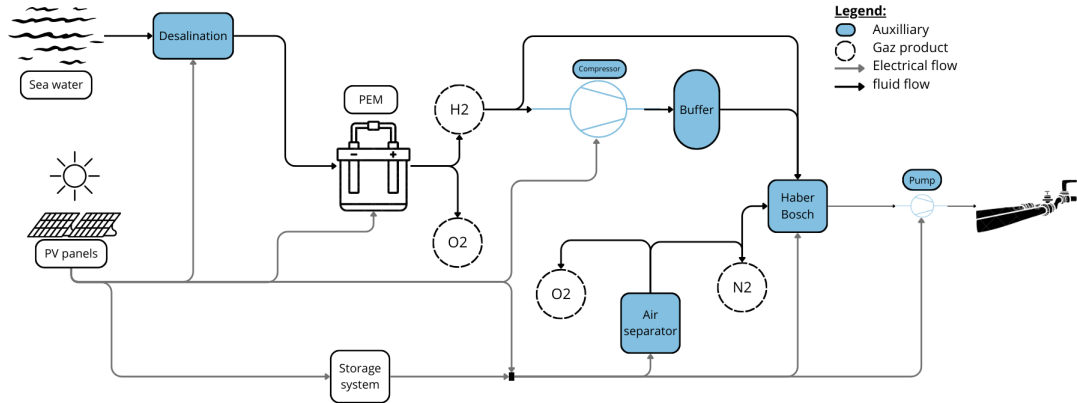 Legend:
Auxilliary
Gaz product
Electrical flow
fluid flow
Desalination
Sea water
Compressor
PEM
H2
Buffer
- +
Pump
Haber
Bosch
O2
PV panels
O2
N2
Air
separator
Storage
system